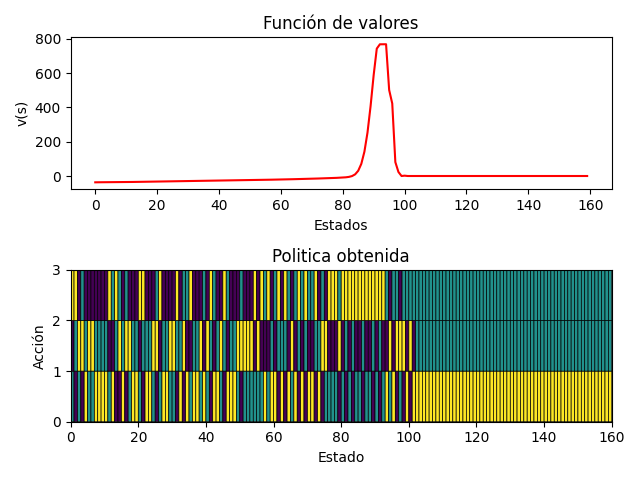 Función de valores
800
600
400
200
0
v(s)
0 20 40 60 80 100 120 140 160
Estados
Politica obtenida
3
2
1
0
Acción
0 20 40 60 80 100 120 140 160
Estado